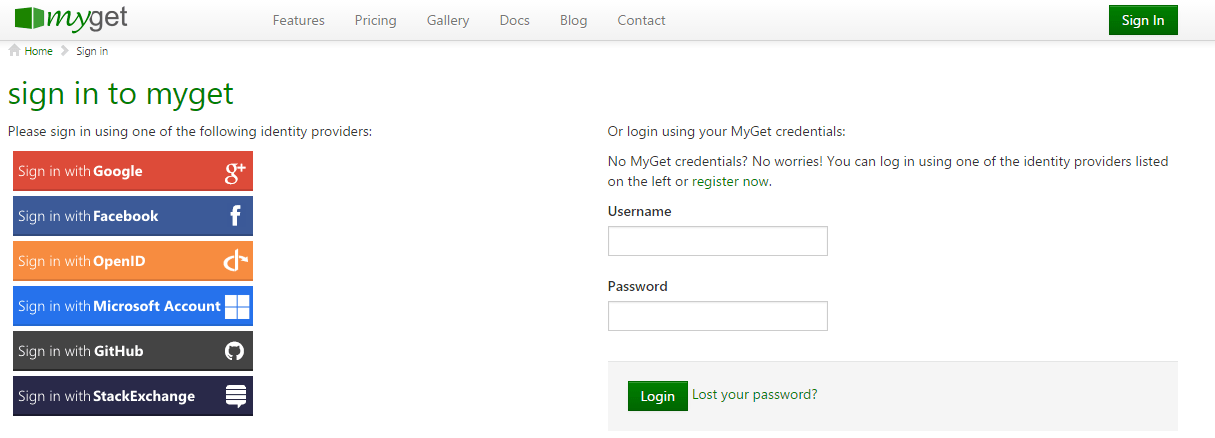 myget
Features
Pricing
Gallery
Docs
Blog
Contact
Sign In
Home
Sign in
sign in to myget
Please sign in using one of the following identity providers:
Sign in with Google
g+
Sign in with Facebook
f
Sign in with OpenID
Sign in with Microsoft Account
Sign in with GitHub
Sign in with StackExchange
Or login using your MyGet credentials:
No MyGet credentials? No worries! You can log in using one of the identity providers listed
on the left or register now.
Username
Password
Login
Lost your password?